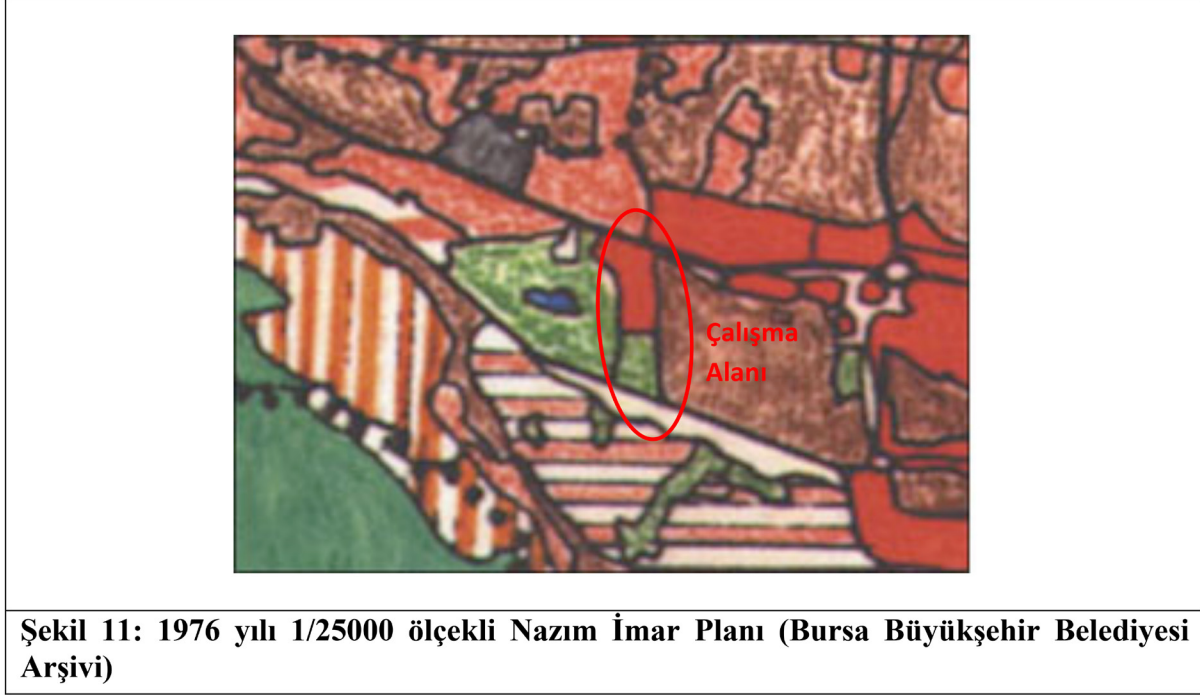 Çalışma
Alanı
Şekil 11: 1976 yılı 1/25000 ölçekli Nazım İmar Planı (Bursa Büyükşehir Belediyesi
Arşivi)